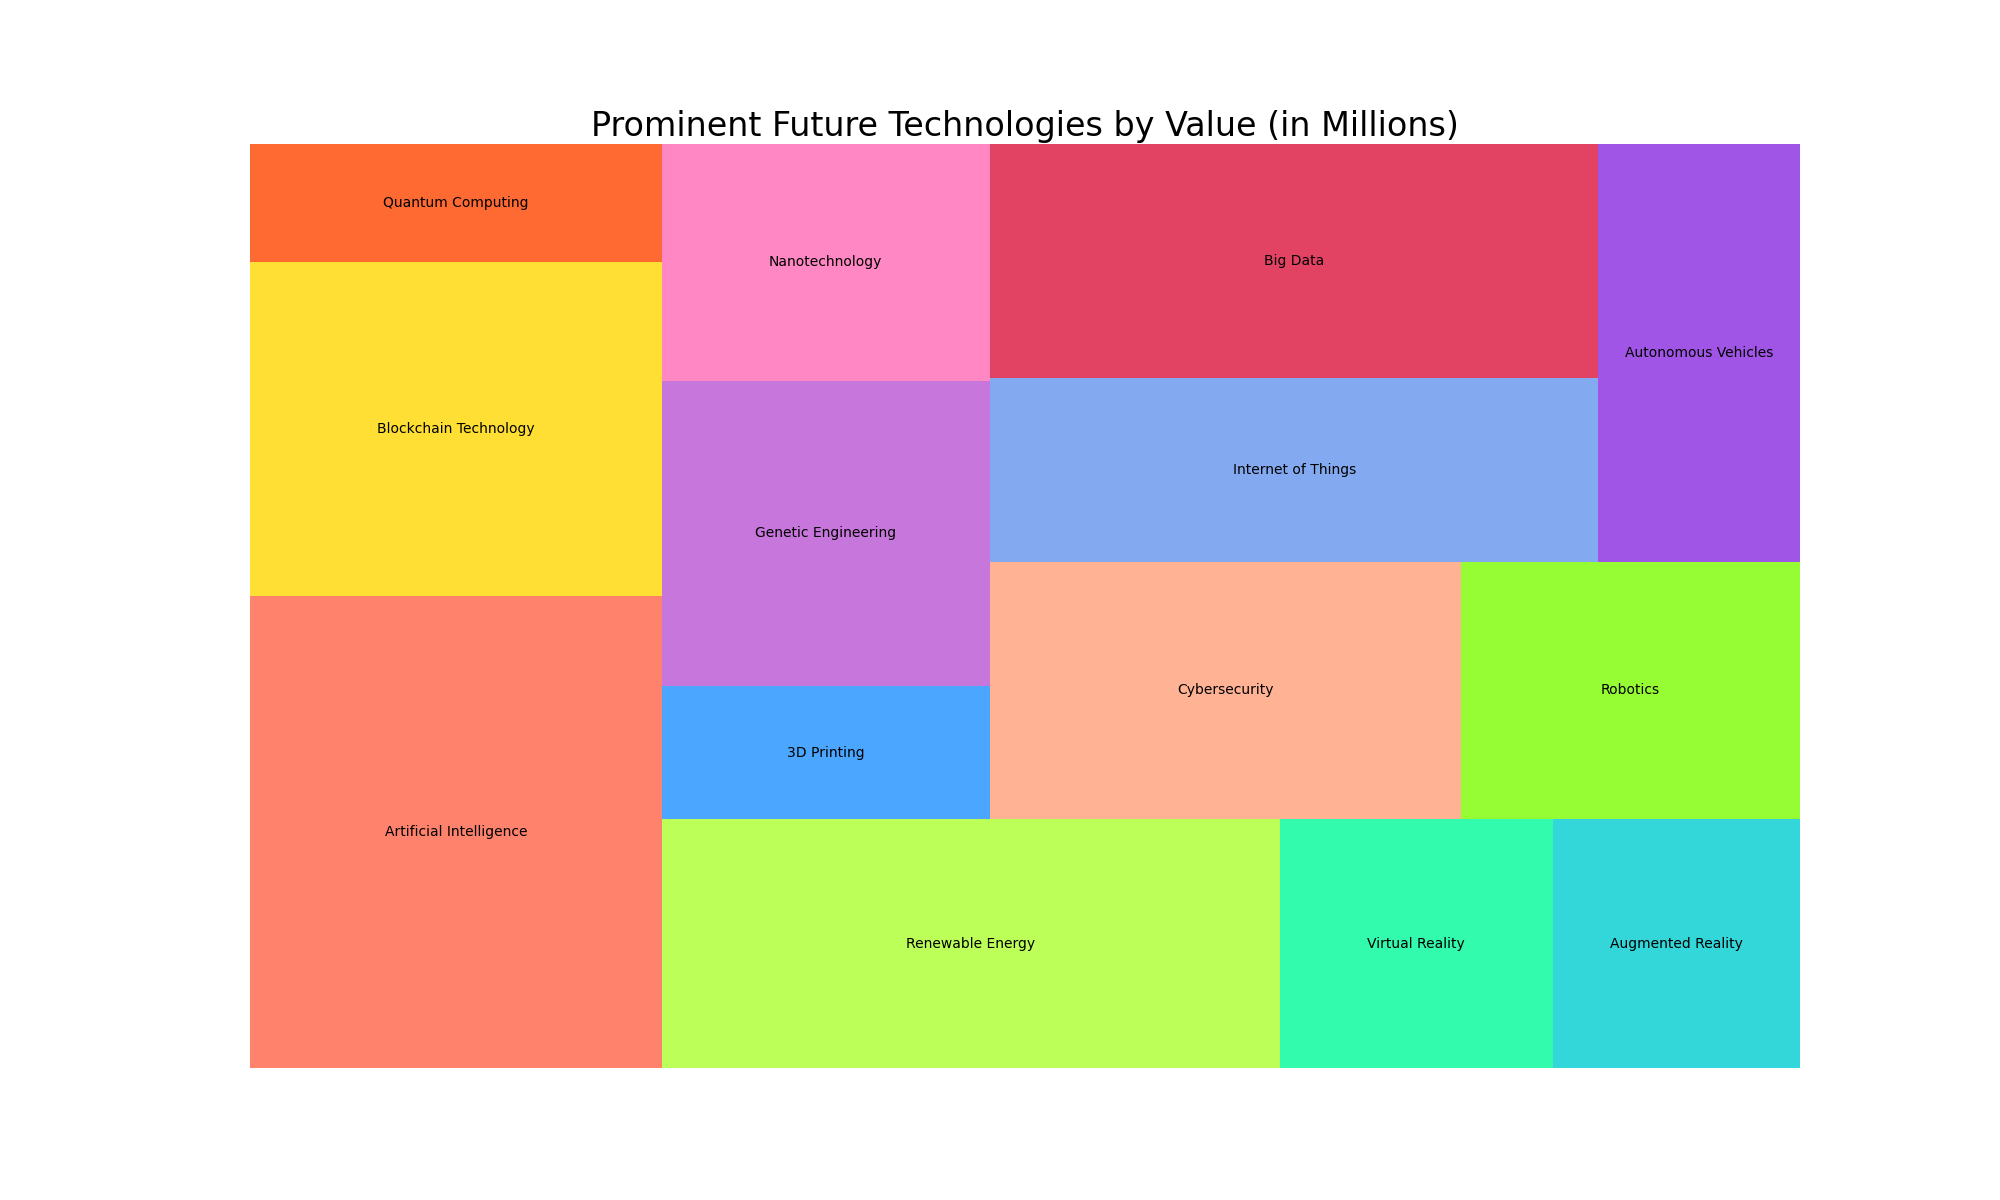 Prominent Future Technologies by Value (in Millions)
Quantum Computing
Blockchain Technology
Artificial Intelligence
Nanotechnology
Genetic Engineering
3D Printing
Big Data
Internet of Things
Autonomous Vehicles
Cybersecurity
Robotics
Renewable Energy
Virtual Reality
Augmented Reality